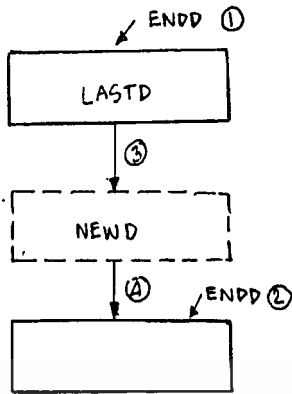 ENDD ①
LASTD
③
NEWD
④
ENDD ②